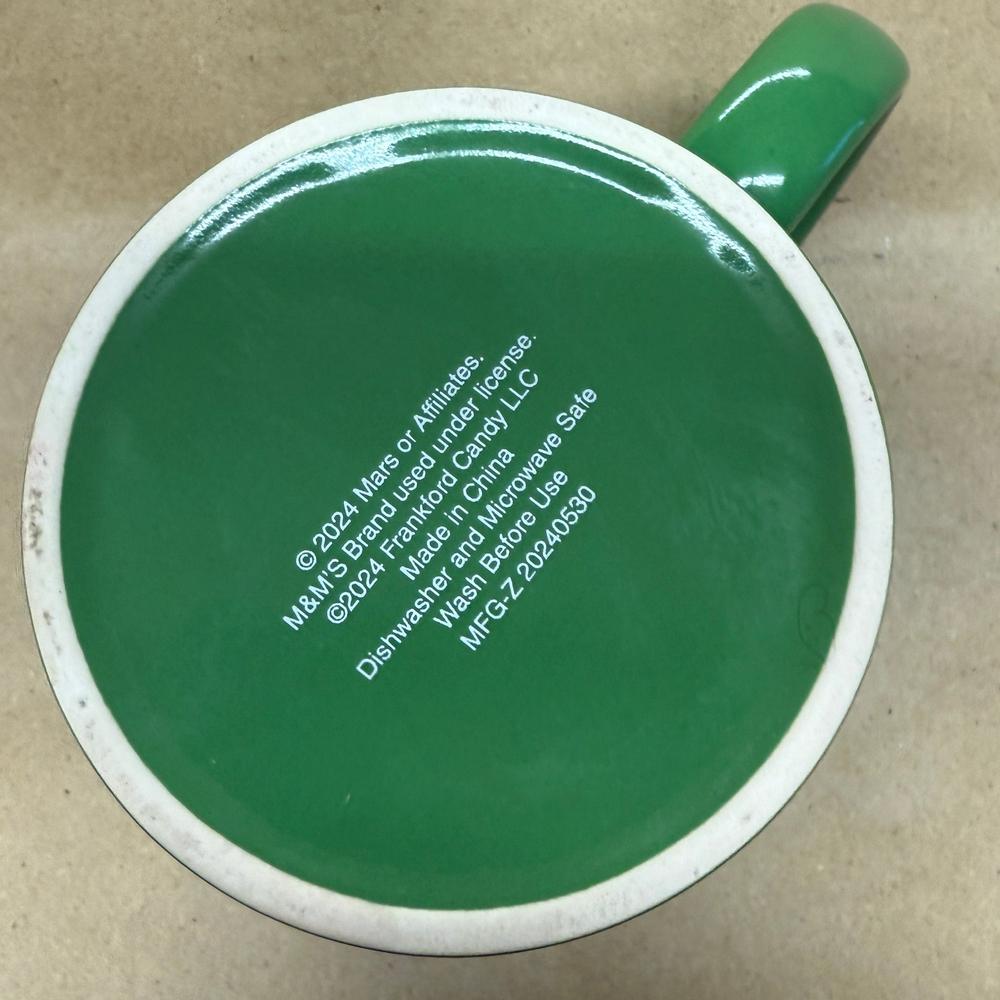 © 2024 Mars or Affiliates.
M&M'S Brand used under license.
©2024 Frankford Candy LLC
Made in China
Dishwasher and Microwave Safe
Wash Before Use
MFG-Z 20240530